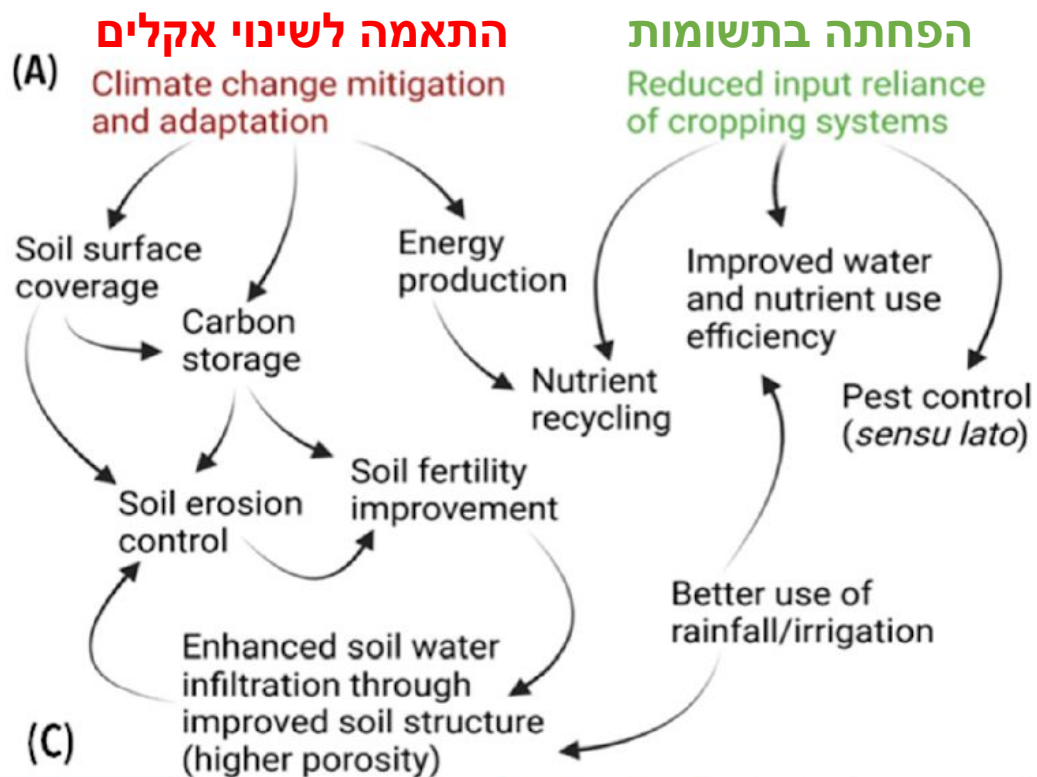 התאמה לשינוי אקלים
הפחתה בתשומות
(A)
Climate change mitigation
and adaptation
Reduced input reliance
of cropping systems
Soil surface
coverage
Energy
production
Improved water
and nutrient use
efficiency
Carbon
storage
Nutrient
recycling
Pest control
(sensu lato)
Soil fertility
improvement
Soil erosion
control
Better use of
rainfall/irrigation
Enhanced soil water
infiltration through
improved soil structure
(higher porosity)
(C)